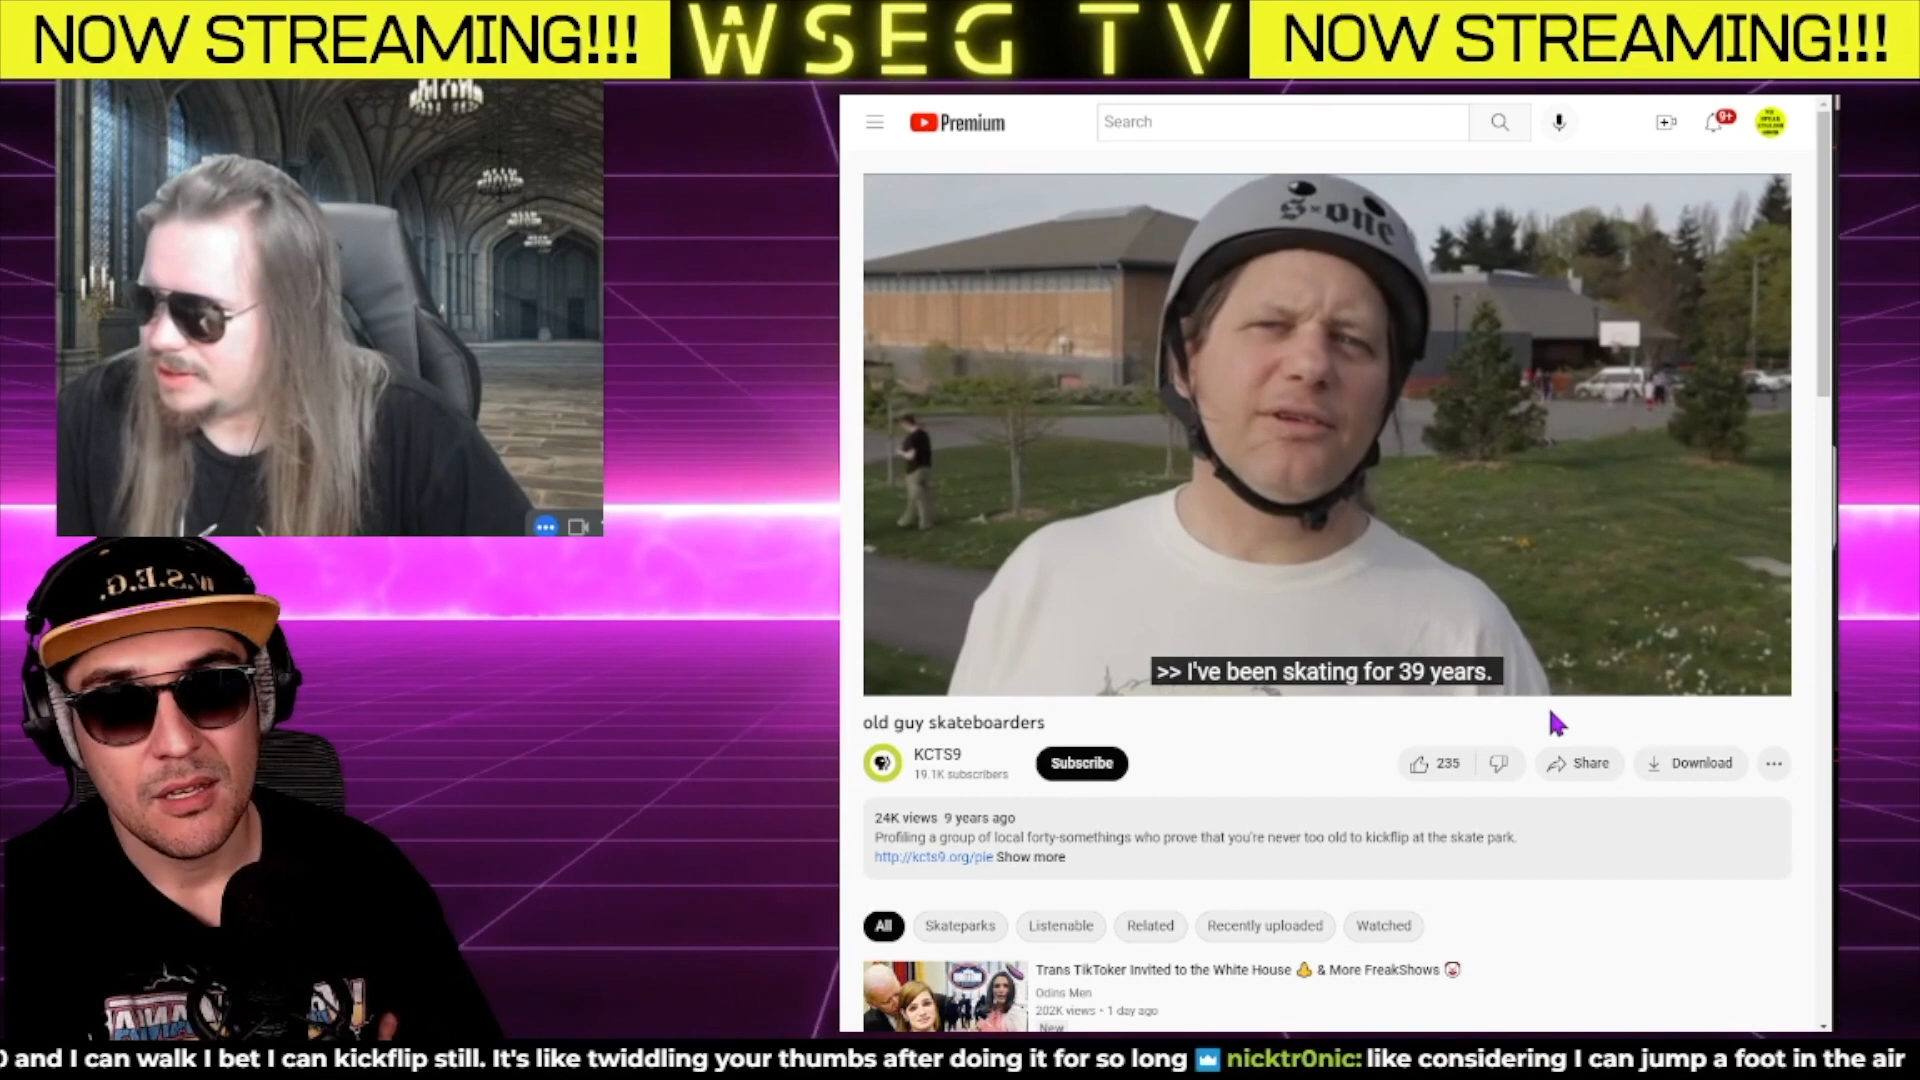 NOW STREAMING!!!
WSEG TV
NOW STREAMING!!!
Premium
Search
9+
s-one
>> I've been skating for 39 years.
W.S.E.G.
old guy skateboarders
KCTS9
19.1K subscribers
Subscribe
235
Share
Download
24K views 9 years ago
Profiling a group of local forty-somethings who prove that you're never too old to kickflip at the skate park.
http://kcts9.org/pie Show more
All
Skateparks
Listenable
Related
Recently uploaded
Watched
Trans TikToker Invited to the White House & More FreakShows
Odins Men
202K views • 1 day ago
New
and I can walk I bet I can kickflip still. It's like twiddling your thumbs after doing it for so long nicktr0nic: like considering I can jump a foot in the air